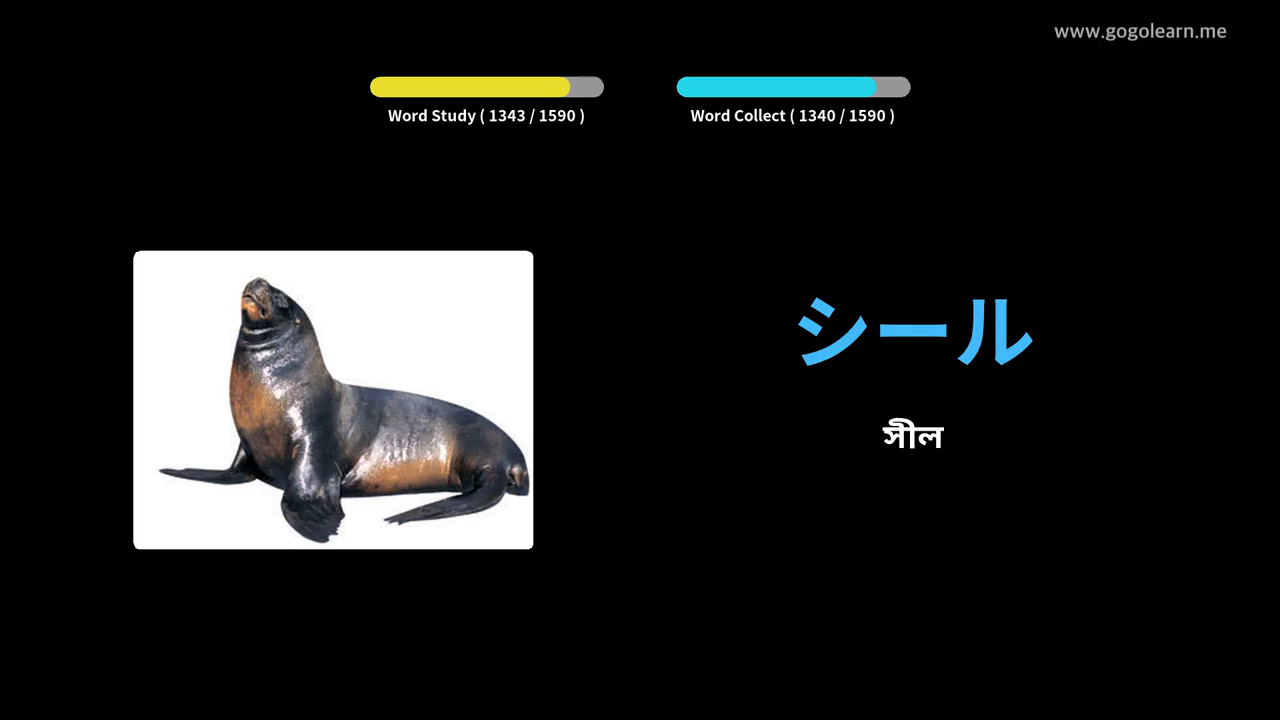 www.gogolearn.me
Word Study ( 1343 / 1590 )
Word Collect ( 1340 / 1590 )
シール
সীল